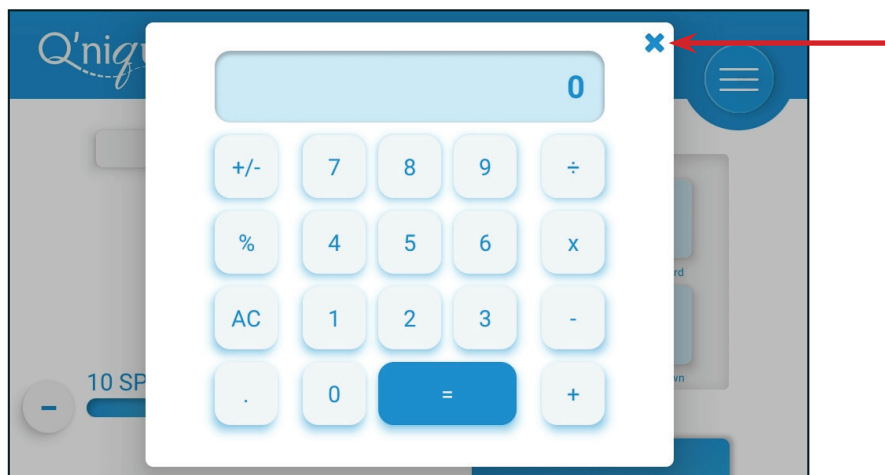 Q'niq
0
+/- 7 8 9 ÷
% 4 5 6 x
AC 1 2 3 -
. 0 = +
rd
10 SP
wn
-